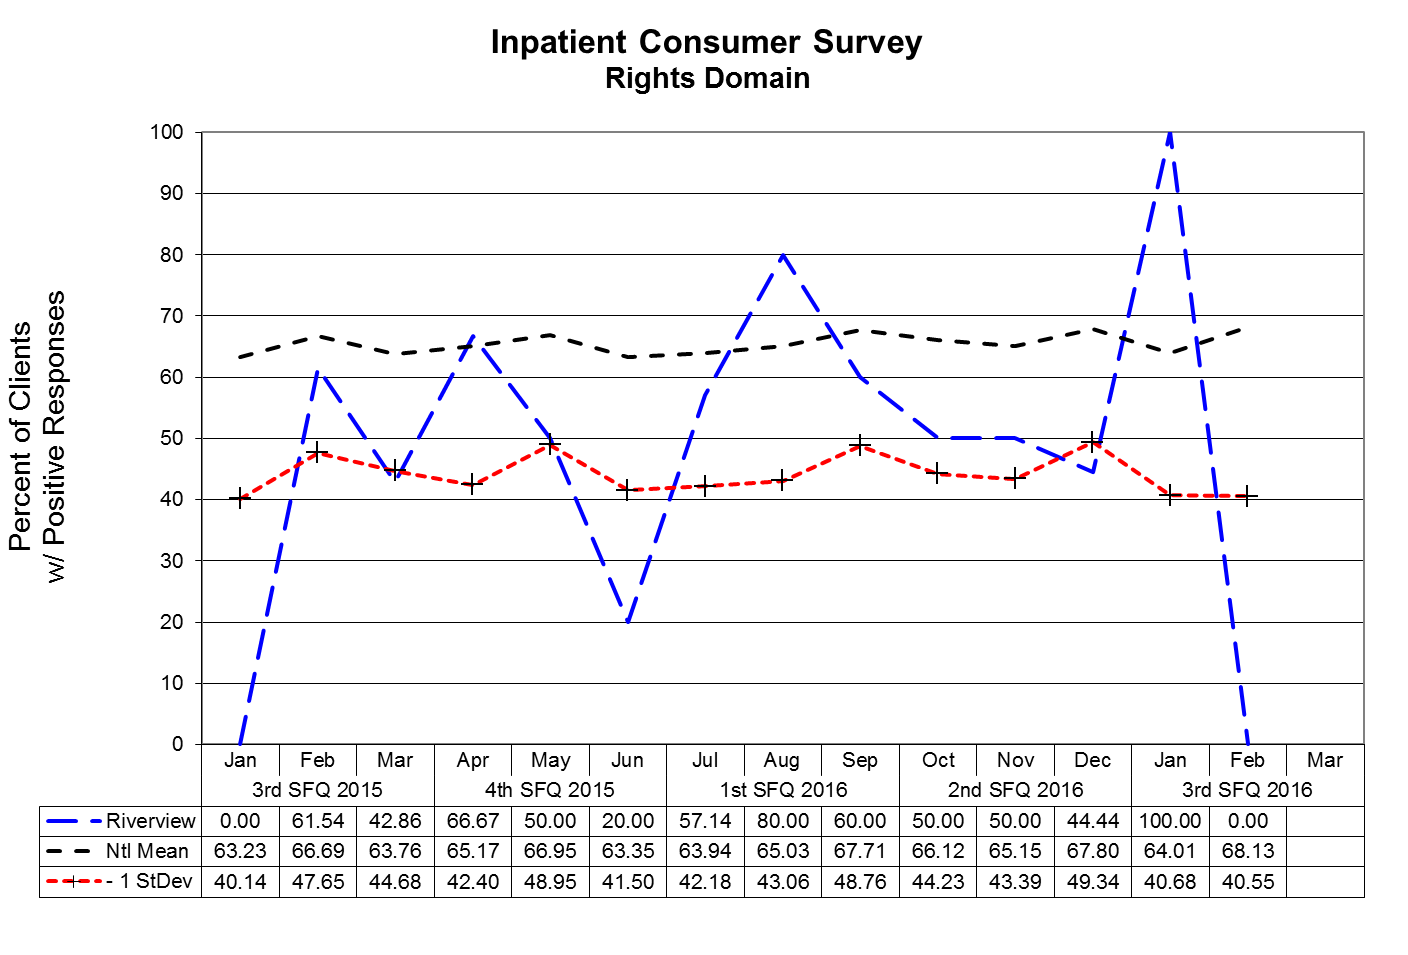 Inpatient Consumer Survey
Rights Domain
Percent of Clients
w/ Positive Responses
100
90
80
70
60
50
40
30
20
10
0
Jan Feb Mar Apr May Jun Jul Aug Sep Oct Nov Dec Jan Feb Mar
3rd SFQ 2015 4th SFQ 2015 1st SFQ 2016 2nd SFQ 2016 3rd SFQ 2016
Riverview 0.00 61.54 42.86 66.67 50.00 20.00 57.14 80.00 60.00 50.00 50.00 44.44 100.00 0.00
Ntl Mean 63.23 66.69 63.76 65.17 66.95 63.35 63.94 65.03 67.71 66.12 65.15 67.80 64.01 68.13
- 1 StDev 40.14 47.65 44.68 42.40 48.95 41.50 42.18 43.06 48.76 44.23 43.39 49.34 40.68 40.55